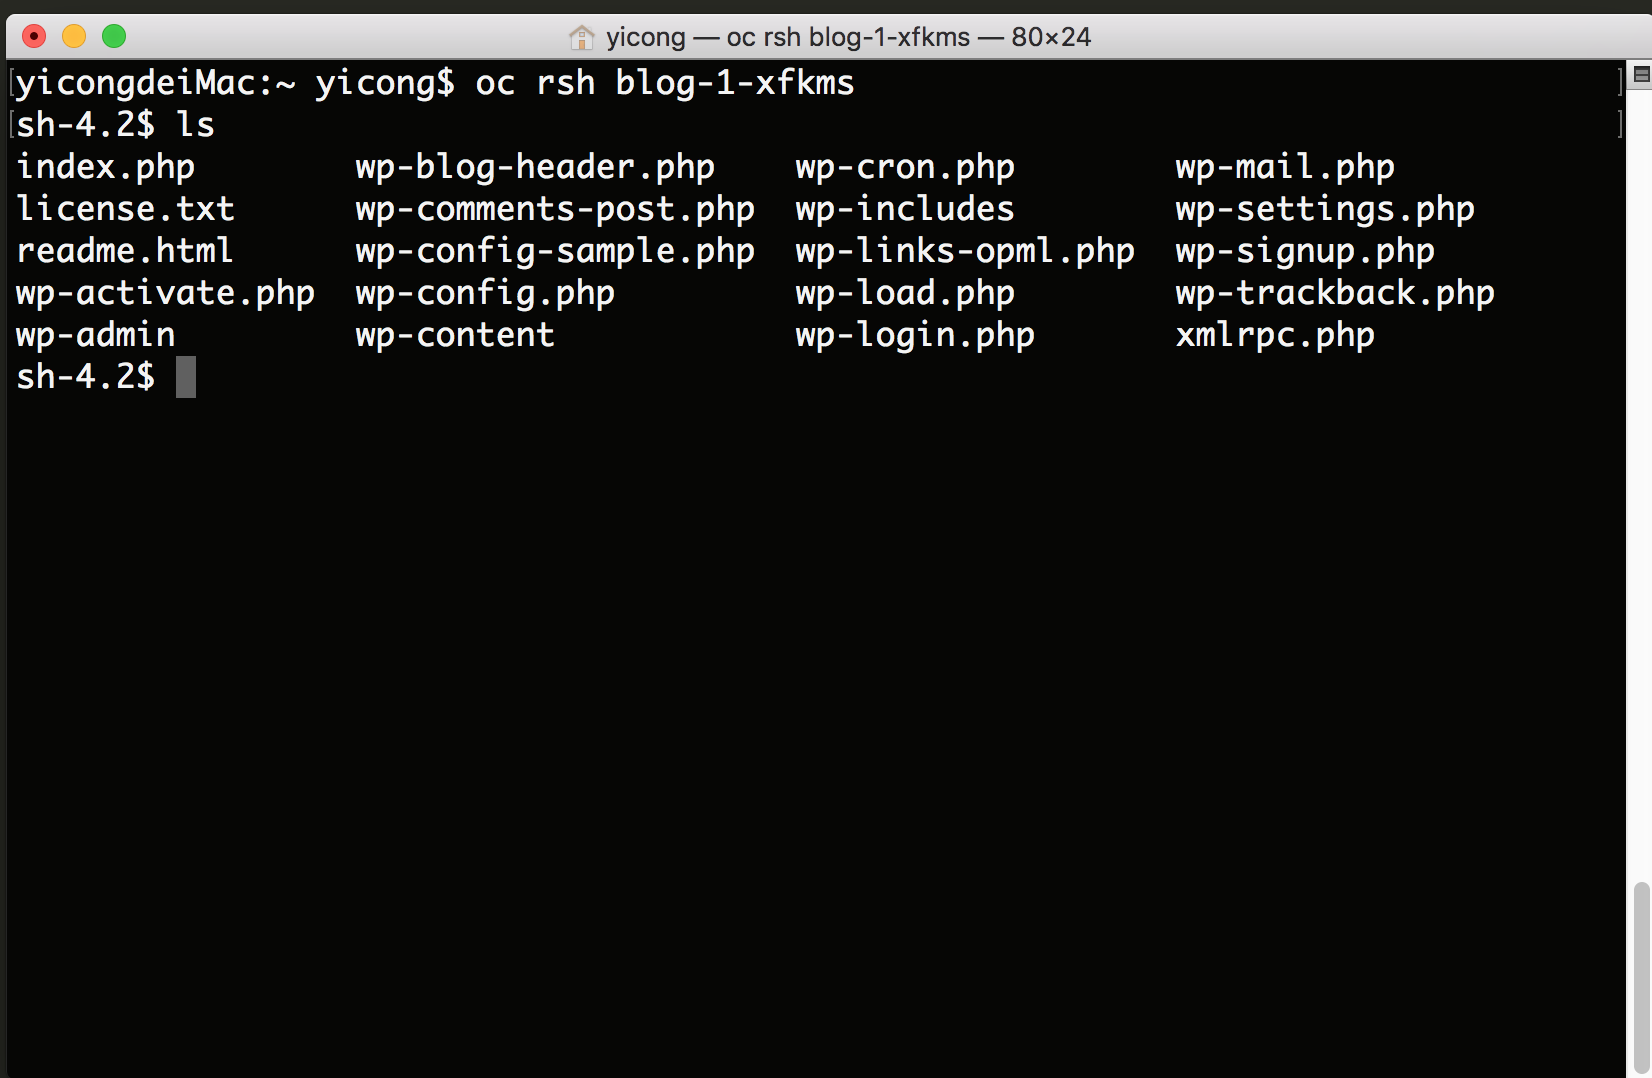 yicong — oc rsh blog-1-xfkms — 80×24
yicongdeiMac:~ yicong$ oc rsh blog-1-xfkms
sh-4.2$ ls
index.php        wp-blog-header.php    wp-cron.php        wp-mail.php
license.txt      wp-comments-post.php  wp-includes        wp-settings.php
readme.html      wp-config-sample.php  wp-links-opml.php  wp-signup.php
wp-activate.php  wp-config.php         wp-load.php        wp-trackback.php
wp-admin         wp-content            wp-login.php       xmlrpc.php
sh-4.2$